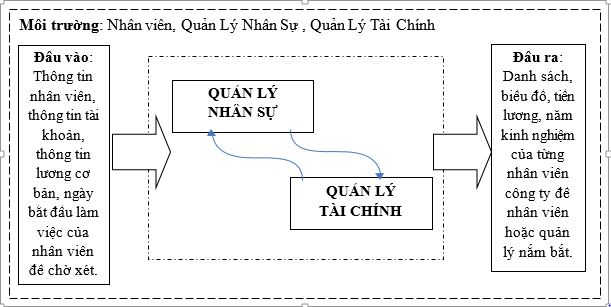 Môi trường: Nhân viên, Quản Lý Nhân Sự , Quản Lý Tài Chính
Đầu vào:
Thông tin
nhân viên,
thông tin tài
khoản,
thông tin
lương cơ
bản, ngày
bắt đầu làm
việc của
nhân viên
để chờ xét.
QUẢN LÝ
NHÂN SỰ
QUẢN LÝ
TÀI CHÍNH
Đầu ra:
Danh sách,
biểu đồ, tiền
lương, năm
kinh nghiệm
của từng
nhân viên
công ty để
nhân viên
hoặc quản
lý nắm bắt.